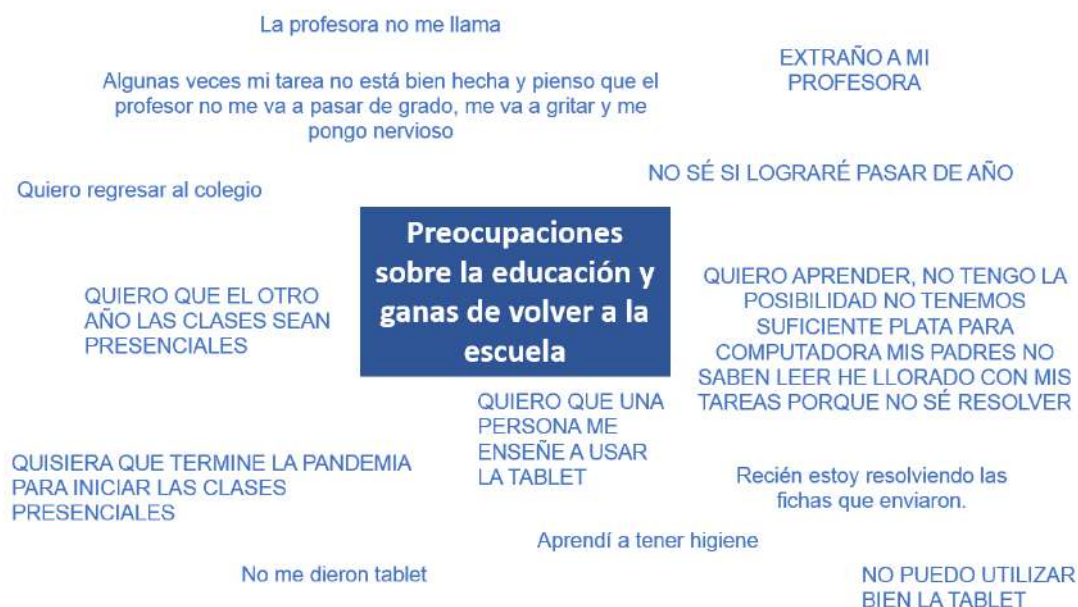 La profesora no me llama
EXTRAÑO A MI
PROFESORA
Algunas veces mi tarea no está bien hecha y pienso que el
profesor no me va a pasar de grado, me va a gritar y me
pongo nervioso
NO SÉ SI LOGRARÉ PASAR DE AÑO
Quiero regresar al colegio
Preocupaciones
sobre la educación y
ganas de volver a la
escuela
QUIERO QUE EL OTRO
AÑO LAS CLASES SEAN
PRESENCIALES
QUIERO APRENDER, NO TENGO LA
POSIBILIDAD NO TENEMOS
SUFICIENTE PLATA PARA
COMPUTADORA MIS PADRES NO
SABEN LEER HE LLORADO CON MIS
TAREAS PORQUE NO SÉ RESOLVER
QUIERO QUE UNA
PERSONA ME
ENSEÑE A USAR
LA TABLET
QUISIERA QUE TERMINE LA PANDEMIA
PARA INICIAR LAS CLASES
PRESENCIALES
Recién estoy resolviendo las
fichas que enviaron.
Aprendí a tener higiene
No me dieron tablet
NO PUEDO UTILIZAR
BIEN LA TABLET